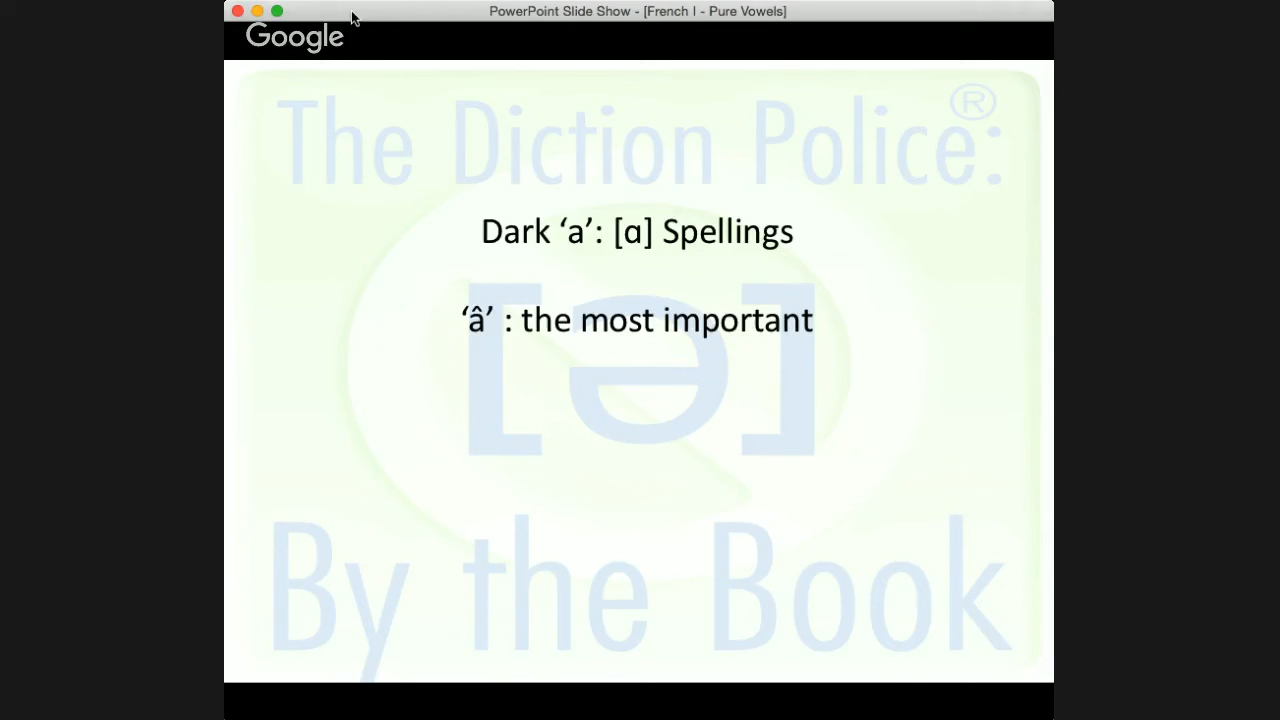 PowerPoint Slide Show - [French I - Pure Vowels]
Google
The Diction Police:®
Dark ‘a’: [ɑ] Spellings
‘â’ : the most important
[ə]
By the Book